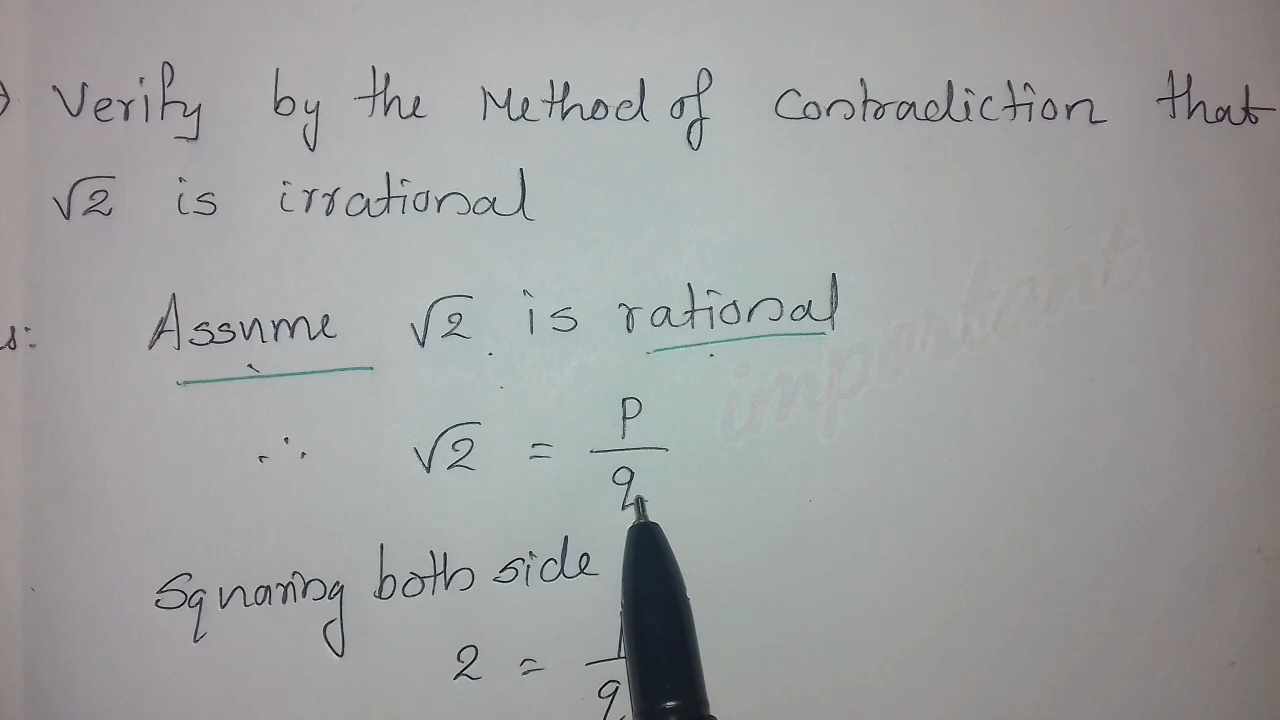 Verify by the Method of Contradiction that
√2 is irrational
Assume √2 is rational
important
∴ √2 = P/q
Squaring both side
2 =
q